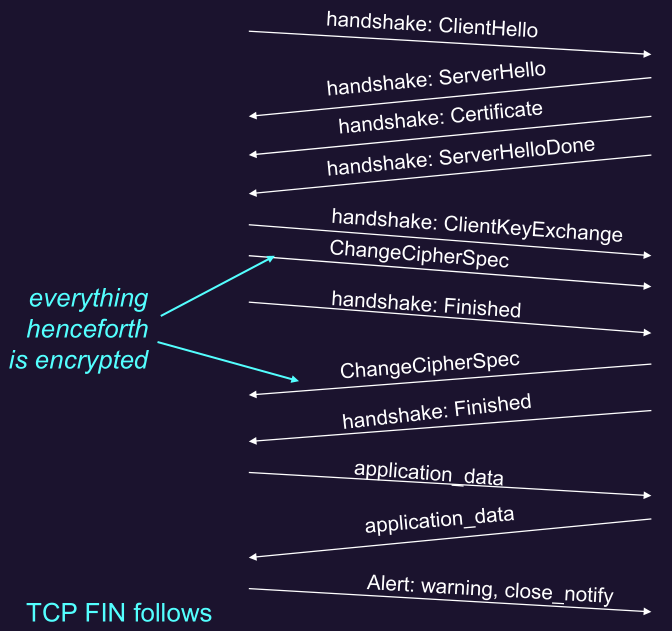 handshake: ClientHello
handshake: ServerHello
handshake: Certificate
handshake: ServerHelloDone
handshake: ClientKeyExchange
ChangeCipherSpec
handshake: Finished
everything
henceforth
is encrypted
ChangeCipherSpec
handshake: Finished
application_data
application_data
Alert: warning, close_notify
TCP FIN follows